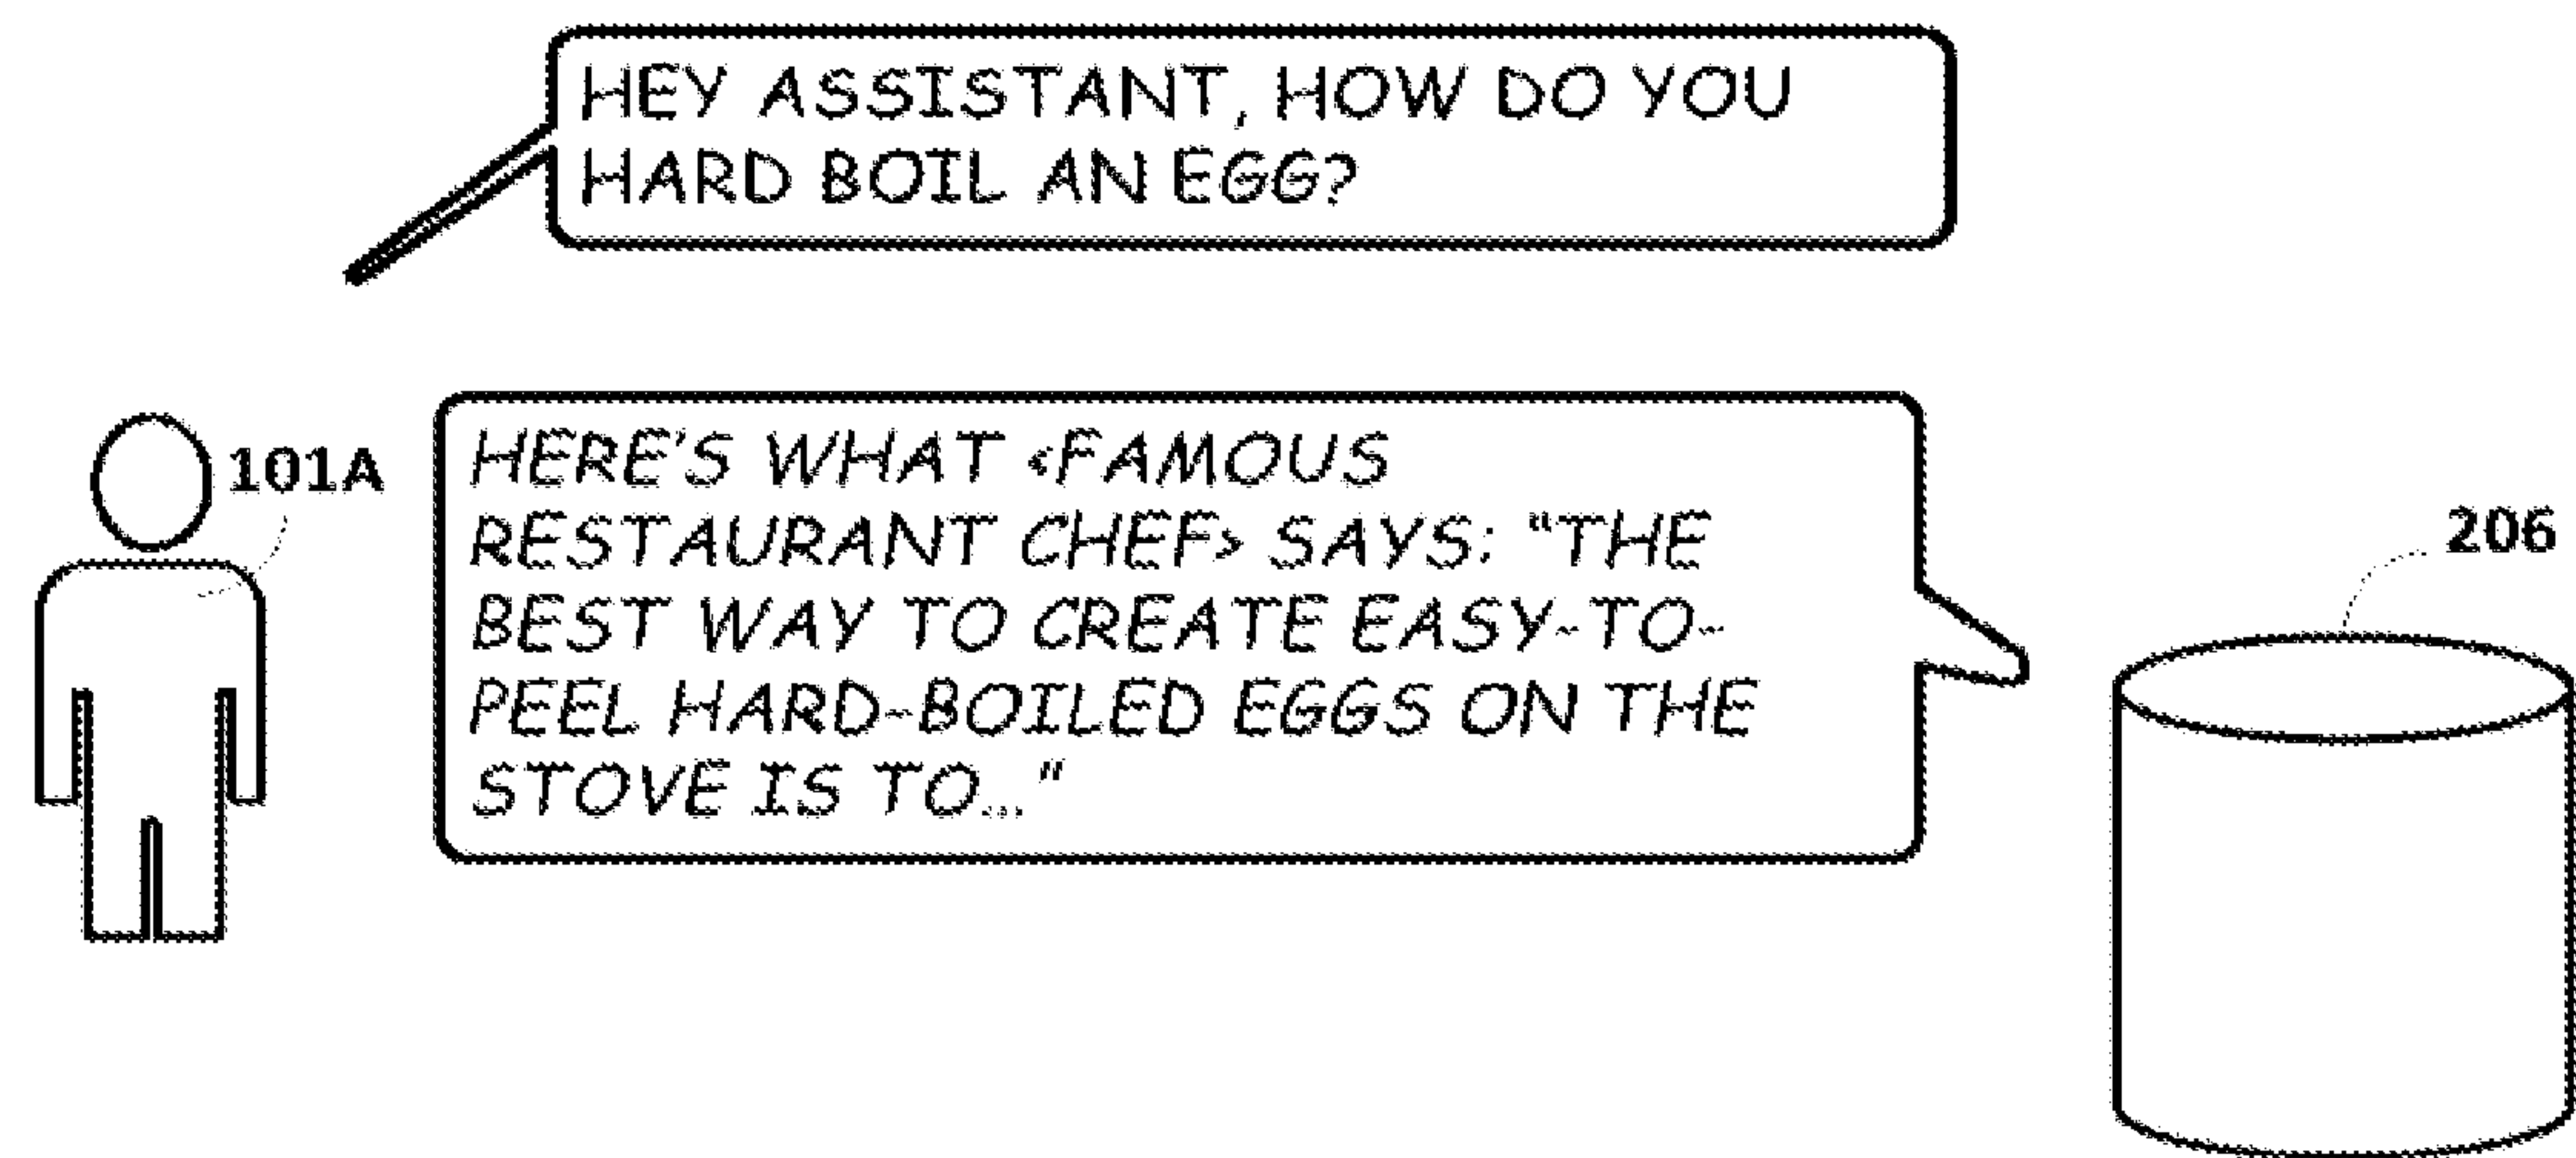 HEY ASSISTANT, HOW DO YOU
HARD BOIL AN EGG?
101A
HERE'S WHAT <FAMOUS
RESTAURANT CHEF> SAYS: "THE
BEST WAY TO CREATE EASY-TO-
PEEL HARD-BOILED EGGS ON THE
STOVE IS TO..."
206